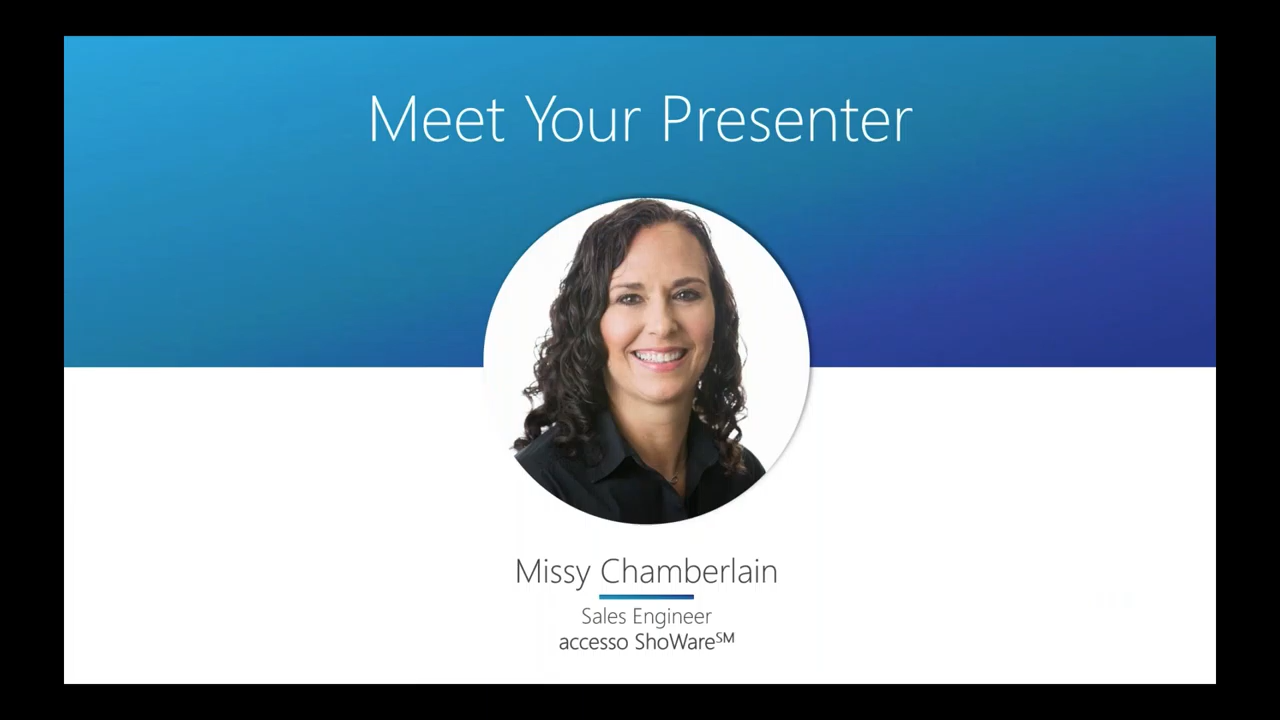 Meet Your Presenter
Missy Chamberlain
Sales Engineer
accesso ShoWare℠